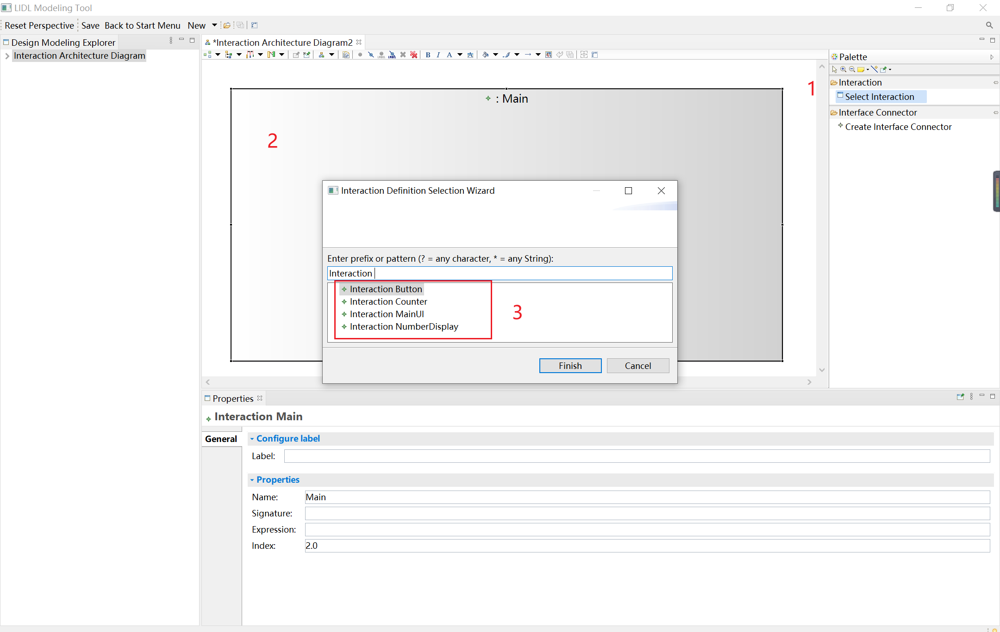 LIDL Modeling Tool
Reset Perspective Save Back to Start Menu New
Design Modeling Explorer
Interaction Architecture Diagram
*Interaction Architecture Diagram2
LABEL LABEL B I A A
: Main
1
2
Palette
Interaction
Select Interaction
Interface Connector
Create Interface Connector
Interaction Definition Selection Wizard
Enter prefix or pattern (? = any character, * = any String):
Interaction
Interaction Button
Interaction Counter
Interaction MainUI
Interaction NumberDisplay
3
Finish Cancel
Properties
Interaction Main
General
Configure label
Label:
Properties
Name: Main
Signature:
Expression:
Index: 2.0